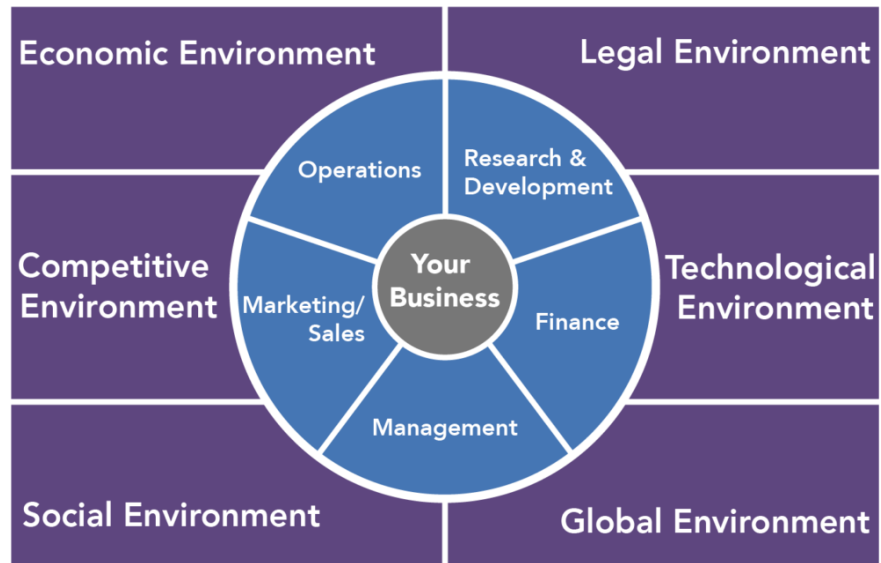 Economic Environment
Legal Environment
Operations
Research &
Development
Competitive
Environment
Your
Business
Technological
Environment
Marketing/
Sales
Finance
Management
Social Environment
Global Environment